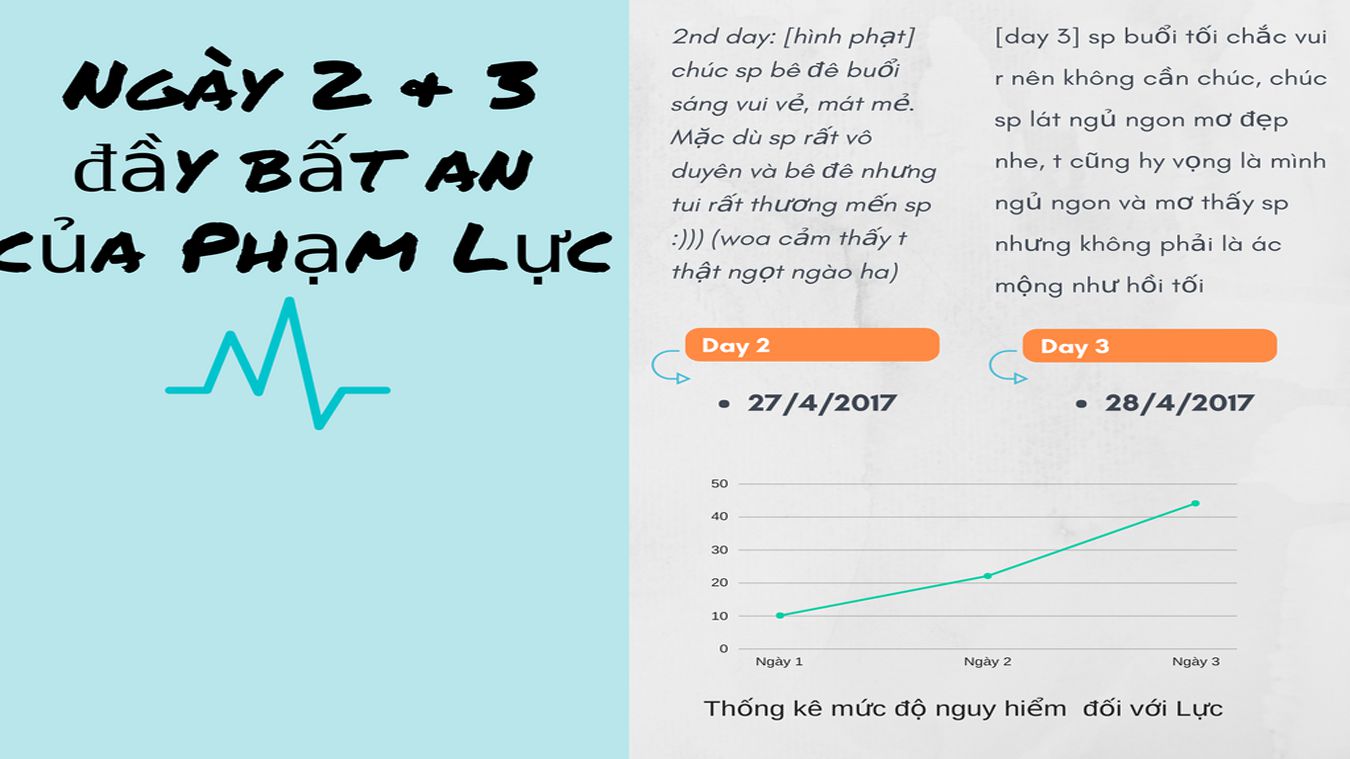 Ngày 2 & 3
đầy bất an
của Phạm Lực
2nd day: [hình phạt]
chúc sp bê đê buổi
sáng vui vẻ, mát mẻ.
Mặc dù sp rất vô
duyên và bê đê nhưng
tui rất thương mến sp
:))) (woa cảm thấy t
thật ngọt ngào ha)
[day 3] sp buổi tối chắc vui
r nên không cần chúc, chúc
sp lát ngủ ngon mơ đẹp
nhe, t cũng hy vọng là mình
ngủ ngon và mơ thấy sp
nhưng không phải là ác
mộng như hồi tối
Day 2
• 27/4/2017
Day 3
• 28/4/2017
50
40
30
20
10
0
Ngày 1 Ngày 2 Ngày 3
Thống kê mức độ nguy hiểm đối với Lực